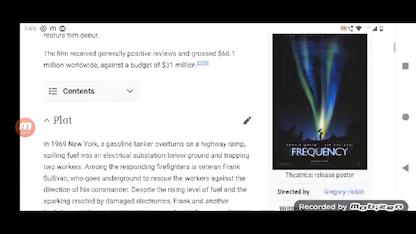 7:49
feature film debut.
The film received generally positive reviews and grossed $68.1
million worldwide, against a budget of $31 million.[2][3]
Contents
Plot
In 1969 New York, a gasoline tanker overturns on a highway ramp,
spilling fuel into an electrical substation below ground and trapping
two workers. Among the responding firefighters is veteran Frank
Sullivan, who goes underground to rescue the workers against the
direction of his commander. Despite the rising level of fuel and the
sparking created by damaged electronics, Frank and another
FREQUENCY
Theatrical release poster
Directed by Gregory Hoblit
Recorded by Mobizen